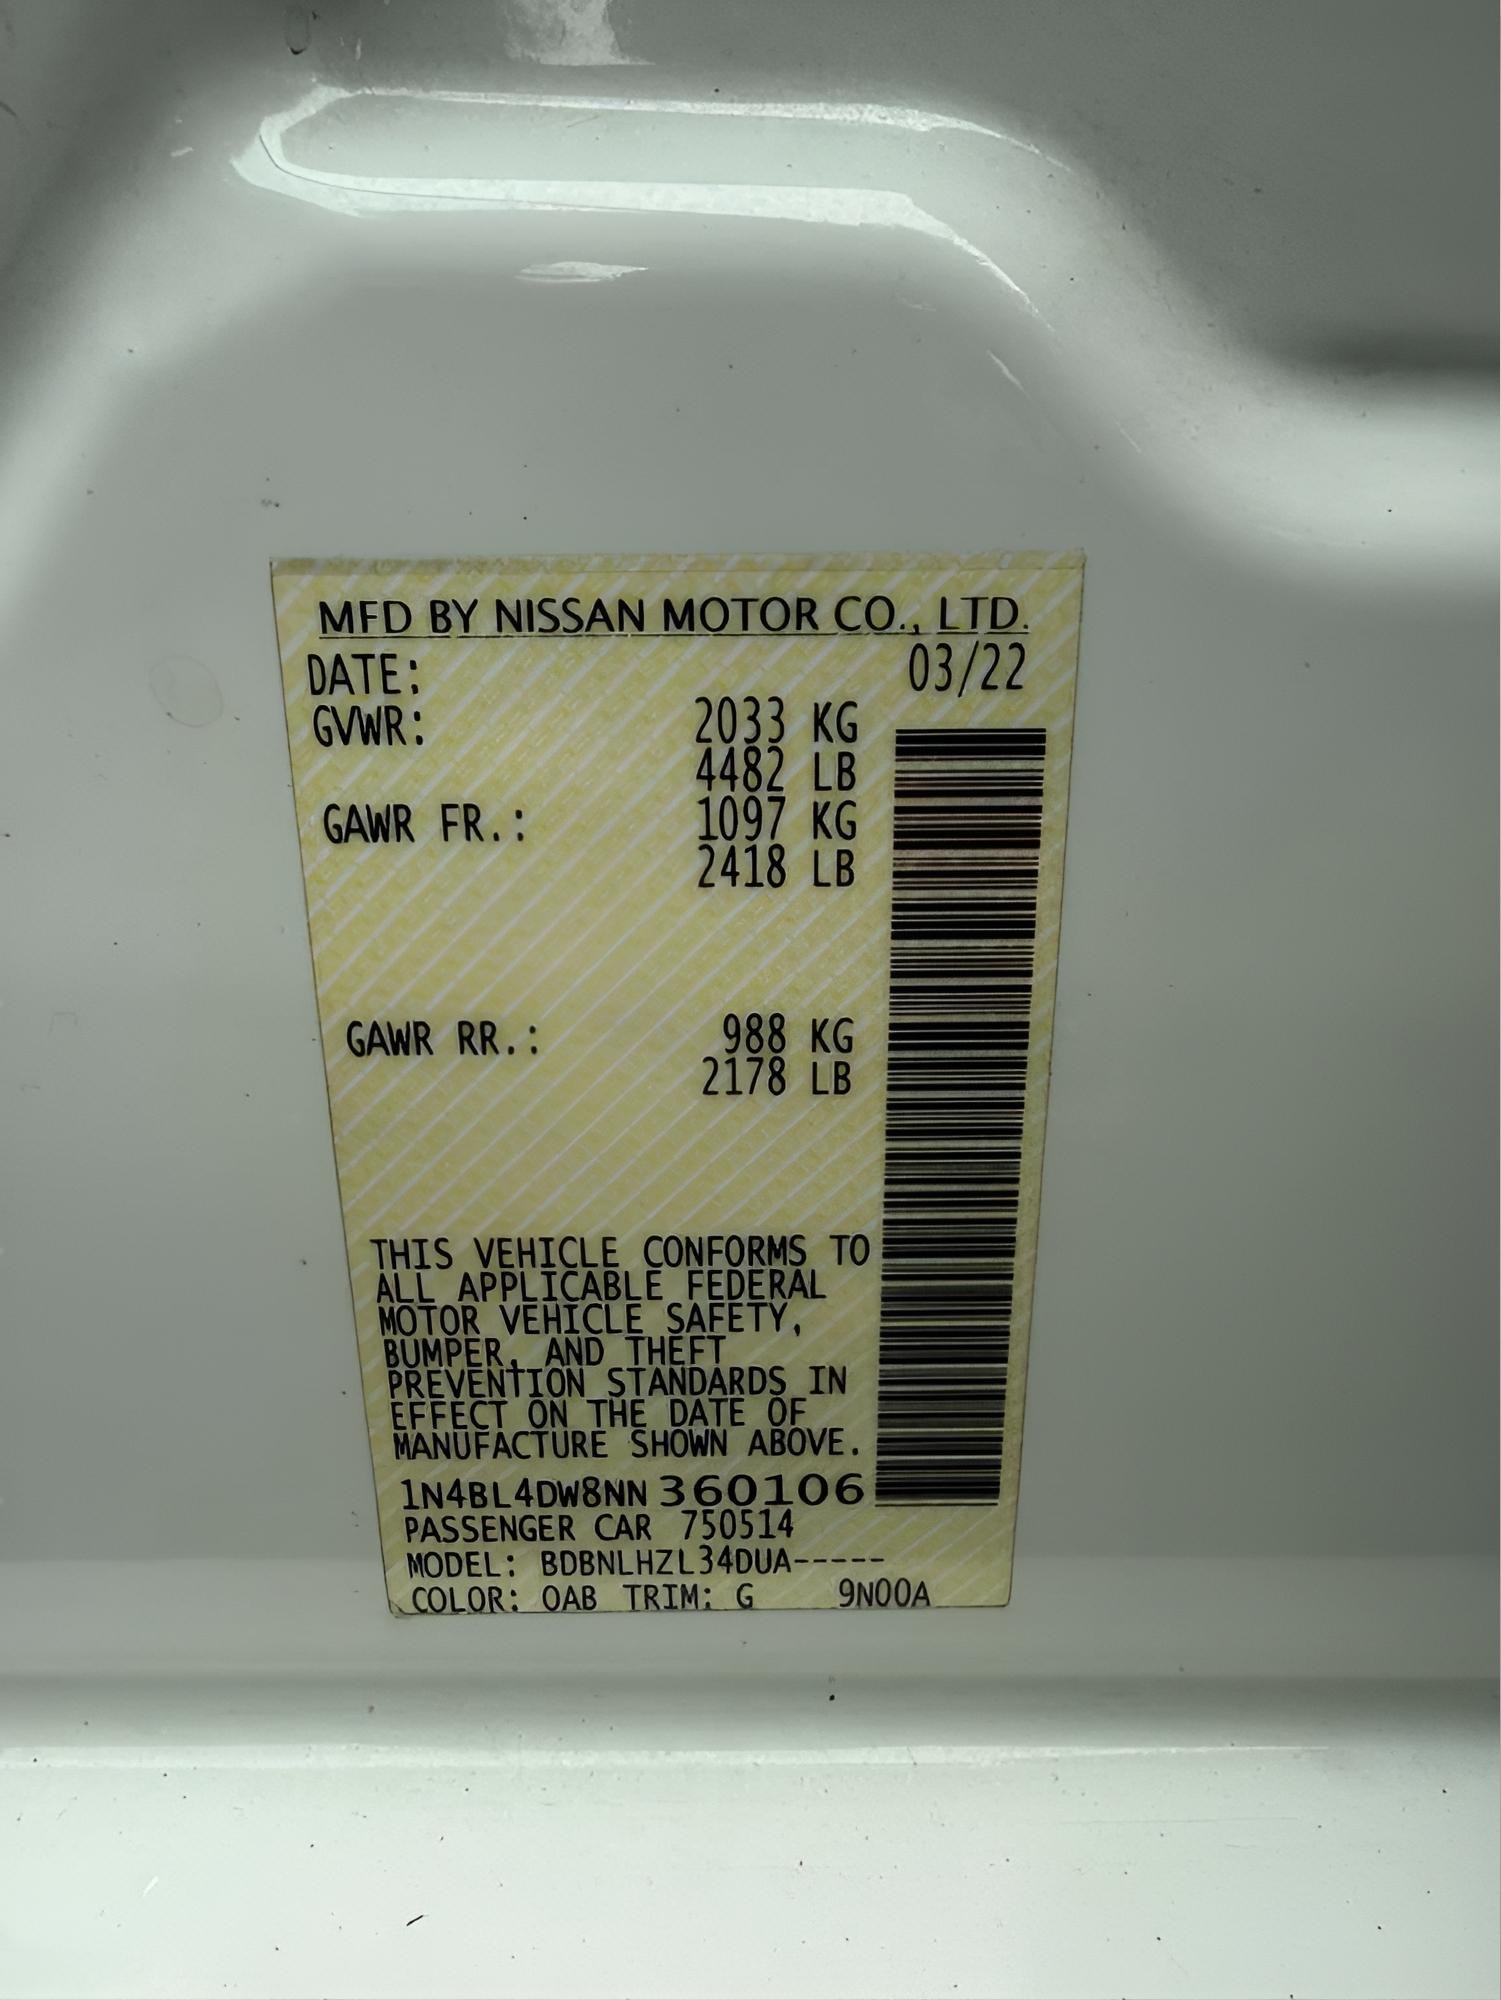 MFD BY NISSAN MOTOR CO., LTD.
DATE: 03/22
GVWR: 2033 KG
4482 LB
GAWR FR.: 1097 KG
2418 LB
GAWR RR.: 988 KG
2178 LB
THIS VEHICLE CONFORMS TO
ALL APPLICABLE FEDERAL
MOTOR VEHICLE SAFETY,
BUMPER, AND THEFT
PREVENTION STANDARDS IN
EFFECT ON THE DATE OF
MANUFACTURE SHOWN ABOVE.
1N4BL4DW8NN360106
PASSENGER CAR 750514
MODEL: BDBNLHZL34DUA-----
COLOR: QAB TRIM: G 9N00A